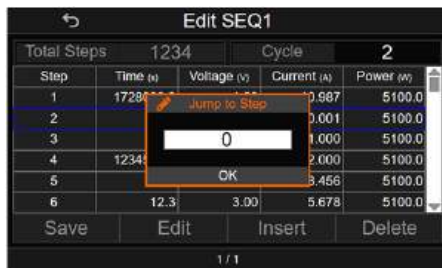 Edit SEQ1
Total Steps 1234 Cycle 2
Step Time (s) Voltage (V) Current (A) Power (W)
1 5100.0
2 5100.0
3 5100.0
4 5100.0
5 5100.0
6 12.3 3.00 5.678 5100.0
Jump to Step
0
OK
Save Edit Insert Delete
1 / 1